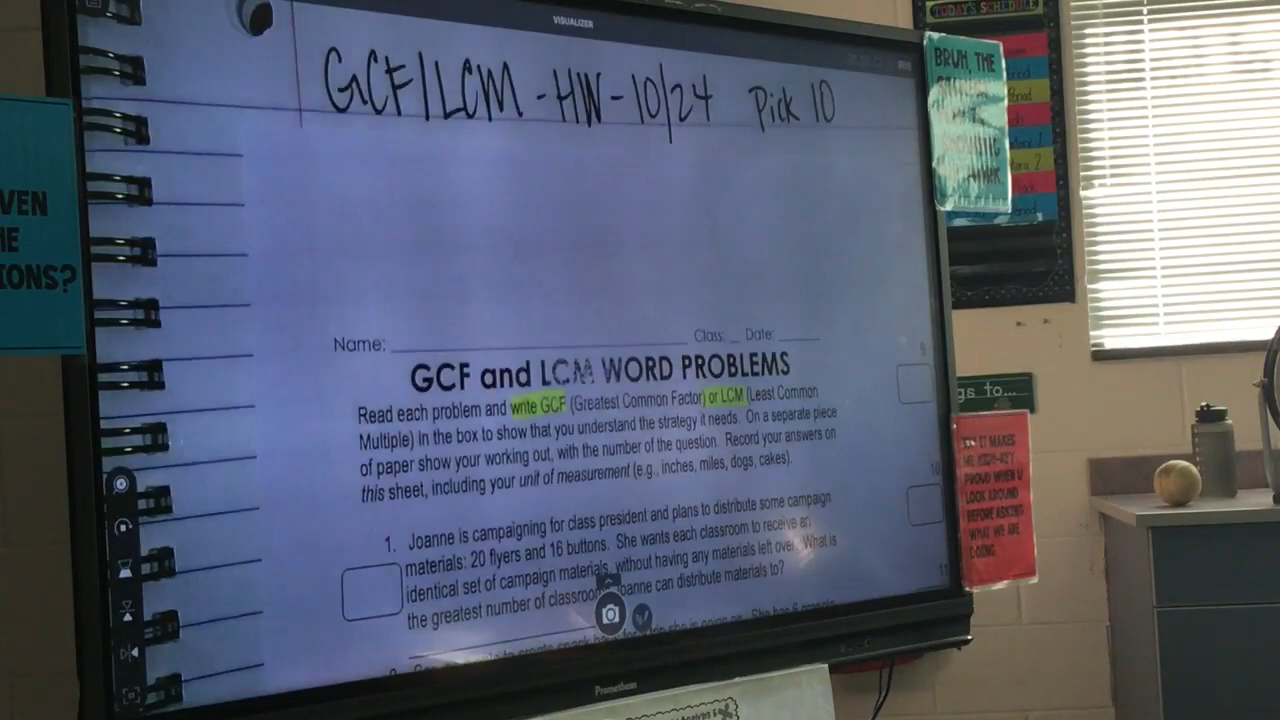 VISUALIZER
TODAY'S SCHEDULE
GCF/LCM - HW - 10/24 Pick 10
BRUH, THE
VEN
IONS?
Name: Class: Date:
GCF and LCM WORD PROBLEMS
Read each problem and write GCF (Greatest Common Factor) or LCM (Least Common
Multiple) in the box to show that you understand the strategy it needs. On a separate piece
of paper show your working out, with the number of the question. Record your answers on
this sheet, including your unit of measurement (e.g., inches, miles, dogs, cakes).
1. Joanne is campaigning for class president and plans to distribute some campaign
materials: 20 flyers and 16 buttons. She wants each classroom to receive an
identical set of campaign materials, without having any materials left over. What is
the greatest number of classrooms Joanne can distribute materials to?
9
10
11
gs to...
IT MAKES
ME HIGH-KEY
PROUD WHEN U
LOOK AROUND
BEFORE ASKING
WHAT WE ARE
DOING
Promethean